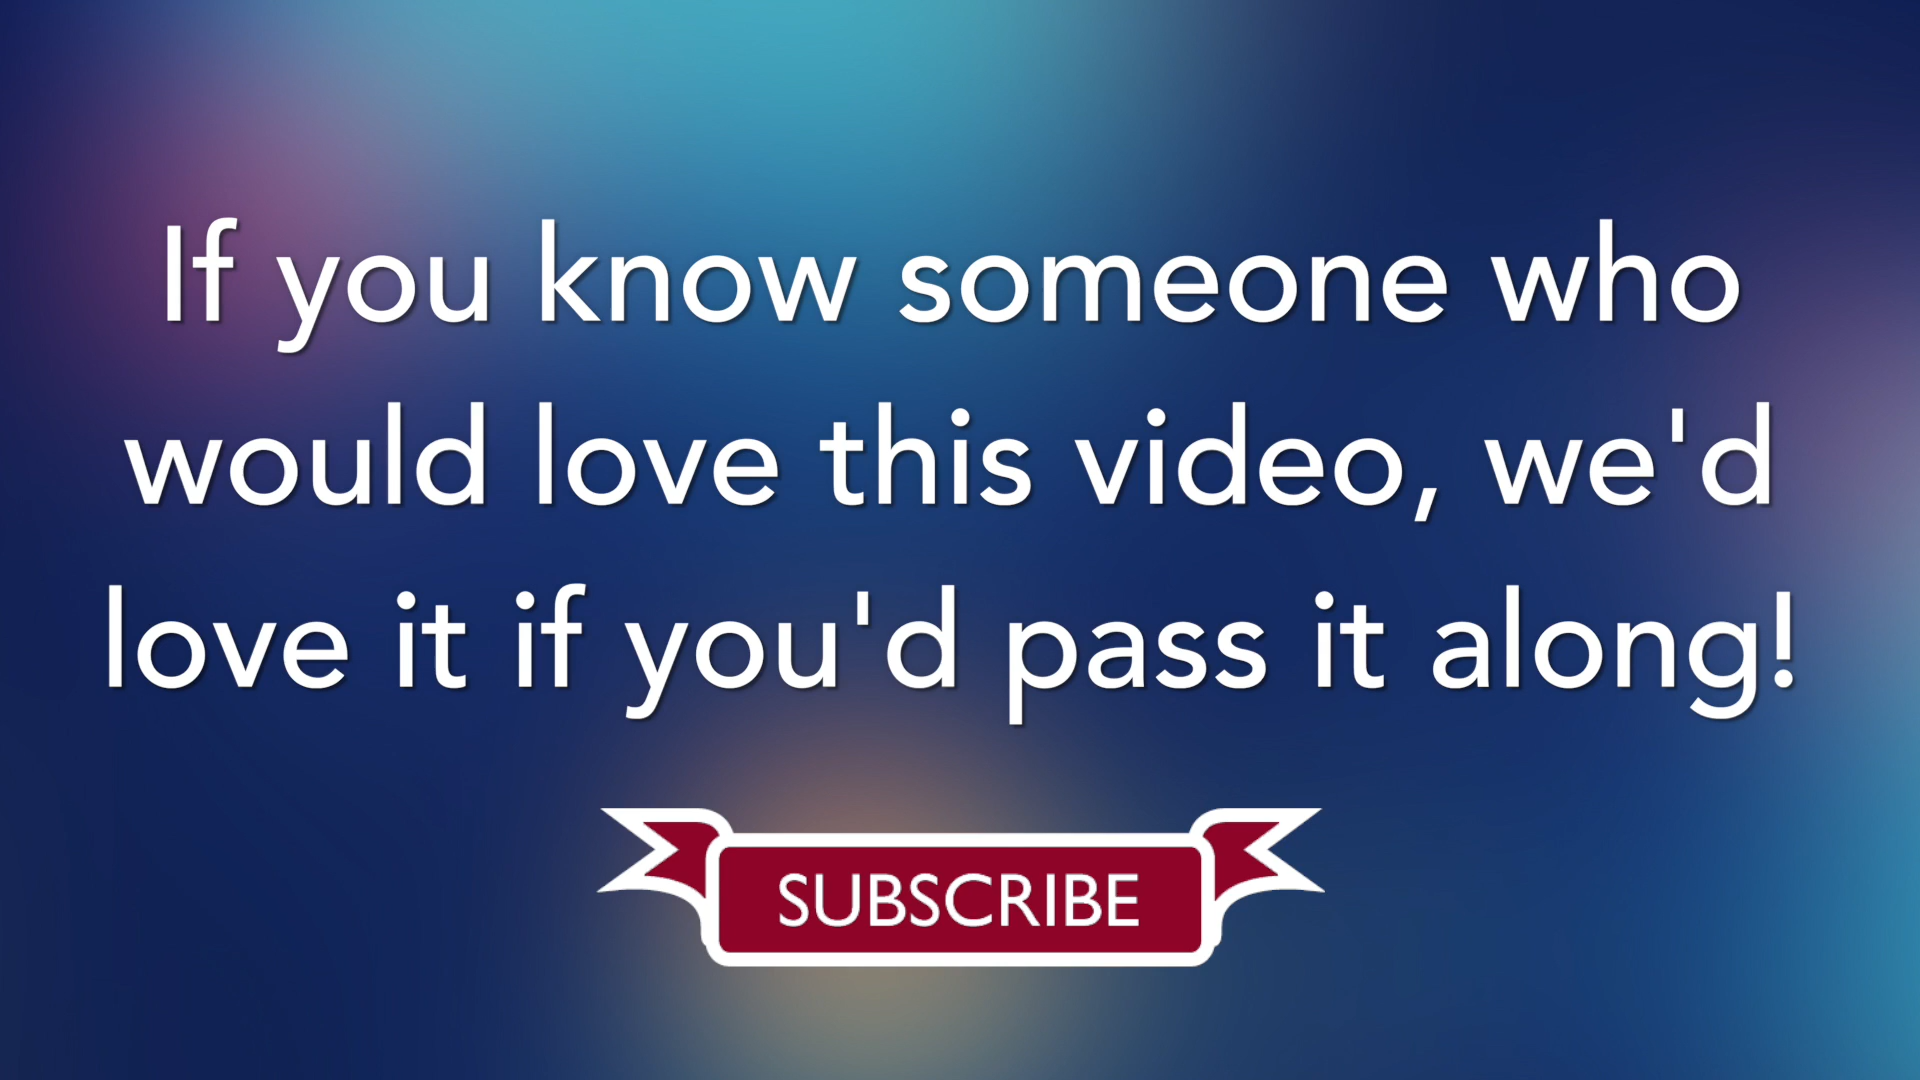 If you know someone who
would love this video, we'd
love it if you'd pass it along!
SUBSCRIBE